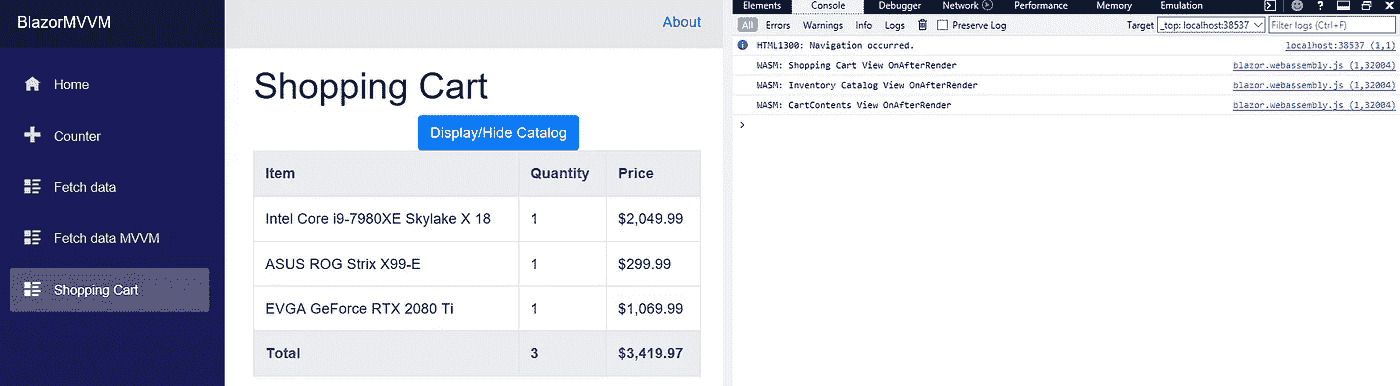 BlazorMVVM
Home
Counter
Fetch data
Fetch data MVVM
Shopping Cart
About
Shopping Cart
Display/Hide Catalog
Item Quantity Price
Intel Core i9-7980XE Skylake X 18 1 $2,049.99
ASUS ROG Strix X99-E 1 $299.99
EVGA GeForce RTX 2080 Ti 1 $1,069.99
Total 3 $3,419.97
Elements Console Debugger Network Performance Memory Emulation
All Errors Warnings Info Logs Preserve Log Target _top: localhost:38537 Filter logs (Ctrl+F)
HTML1300: Navigation occurred. localhost:38537 (1,1)
WASM: Shopping Cart View OnAfterRender blazor.webassembly.js (1,32004)
WASM: Inventory Catalog View OnAfterRender blazor.webassembly.js (1,32004)
WASM: CartContents View OnAfterRender blazor.webassembly.js (1,32004)